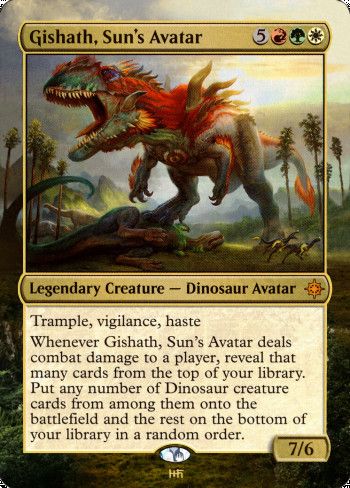 Gishath, Sun's Avatar 5
Legendary Creature — Dinosaur Avatar
Trample, vigilance, haste
Whenever Gishath, Sun's Avatar deals
combat damage to a player, reveal that
many cards from the top of your library.
Put any number of Dinosaur creature
cards from among them onto the
battlefield and the rest on the bottom of
your library in a random order.
7/6